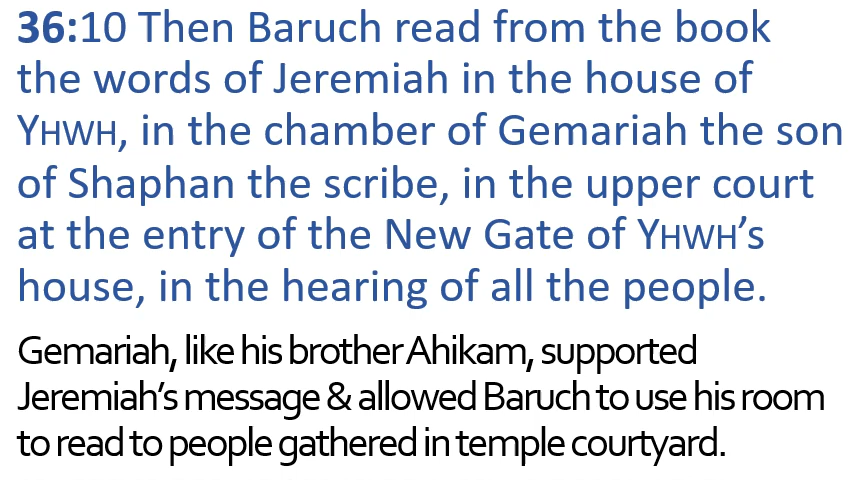 36:10 Then Baruch read from the book
the words of Jeremiah in the house of
YHWH, in the chamber of Gemariah the son
of Shaphan the scribe, in the upper court
at the entry of the New Gate of YHWH’s
house, in the hearing of all the people.
Gemariah, like his brother Ahikam, supported
Jeremiah’s message & allowed Baruch to use his room
to read to people gathered in temple courtyard.